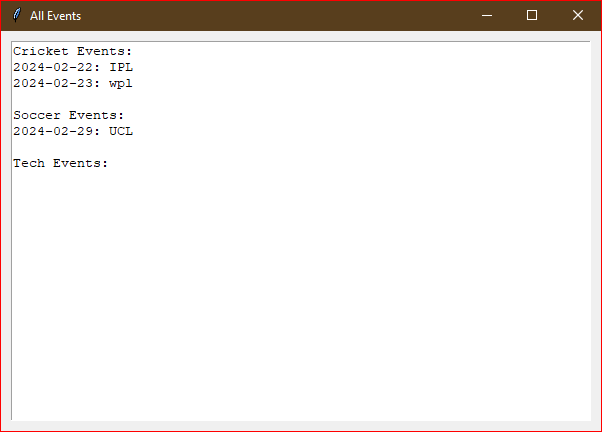 All Events
Cricket Events:
2024-02-22: IPL
2024-02-23: wpl
Soccer Events:
2024-02-29: UCL
Tech Events: